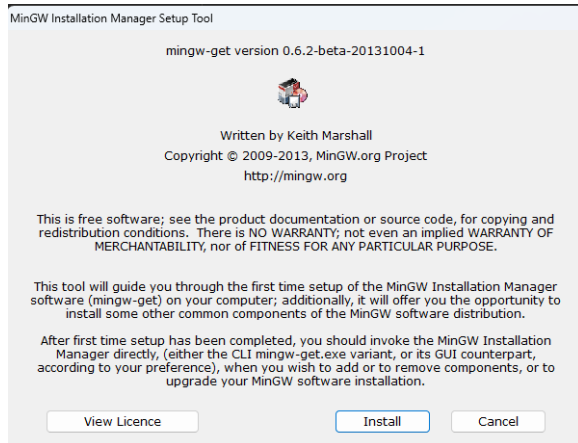 MinGW Installation Manager Setup Tool
mingw-get version 0.6.2-beta-20131004-1
Written by Keith Marshall
Copyright © 2009-2013, MinGW.org Project
http://mingw.org
This is free software; see the product documentation or source code, for copying and
redistribution conditions.  There is NO WARRANTY; not even an implied WARRANTY OF
MERCHANTABILITY, nor of FITNESS FOR ANY PARTICULAR PURPOSE.
This tool will guide you through the first time setup of the MinGW Installation Manager
software (mingw-get) on your computer; additionally, it will offer you the opportunity to
install some other common components of the MinGW software distribution.
After first time setup has been completed, you should invoke the MinGW Installation
Manager directly, (either the CLI mingw-get.exe variant, or its GUI counterpart,
according to your preference), when you wish to add or to remove components, or to
upgrade your MinGW software installation.
View Licence
Install
Cancel